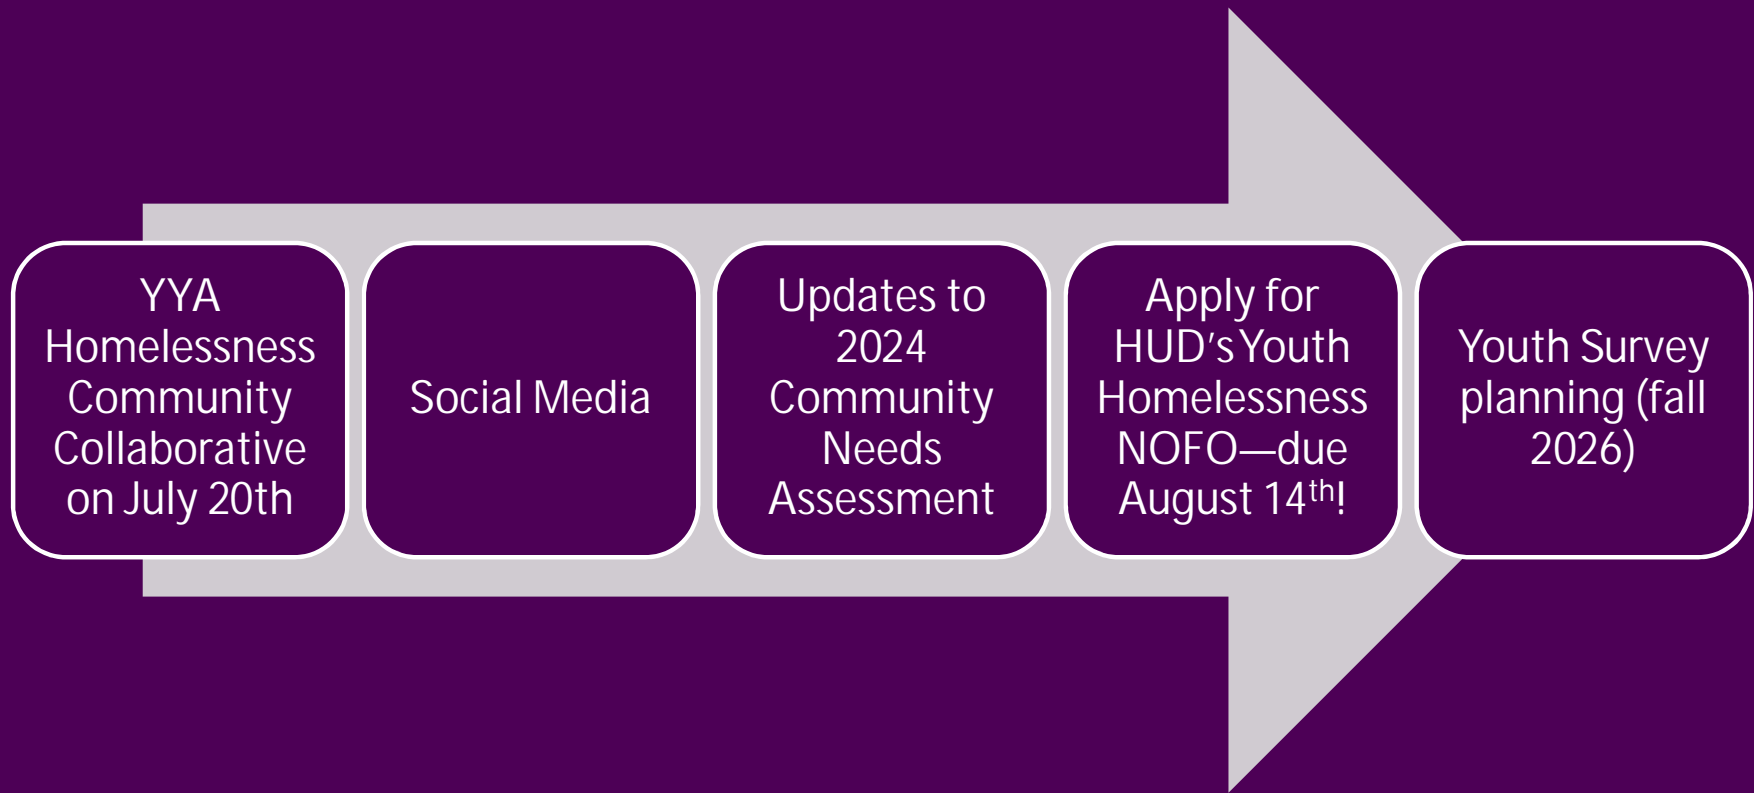 YYA
Homelessness
Community
Collaborative
on July 20th
Social Media
Updates to
2024
Community
Needs
Assessment
Apply for
HUD's Youth
Homelessness
NOFO—due
August 14th!
Youth Survey
planning (fall
2026)